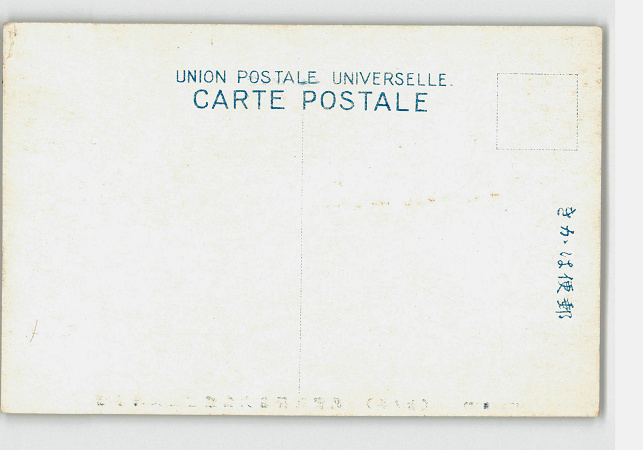 UNION POSTALE UNIVERSELLE.
CARTE POSTALE
きかは便郵